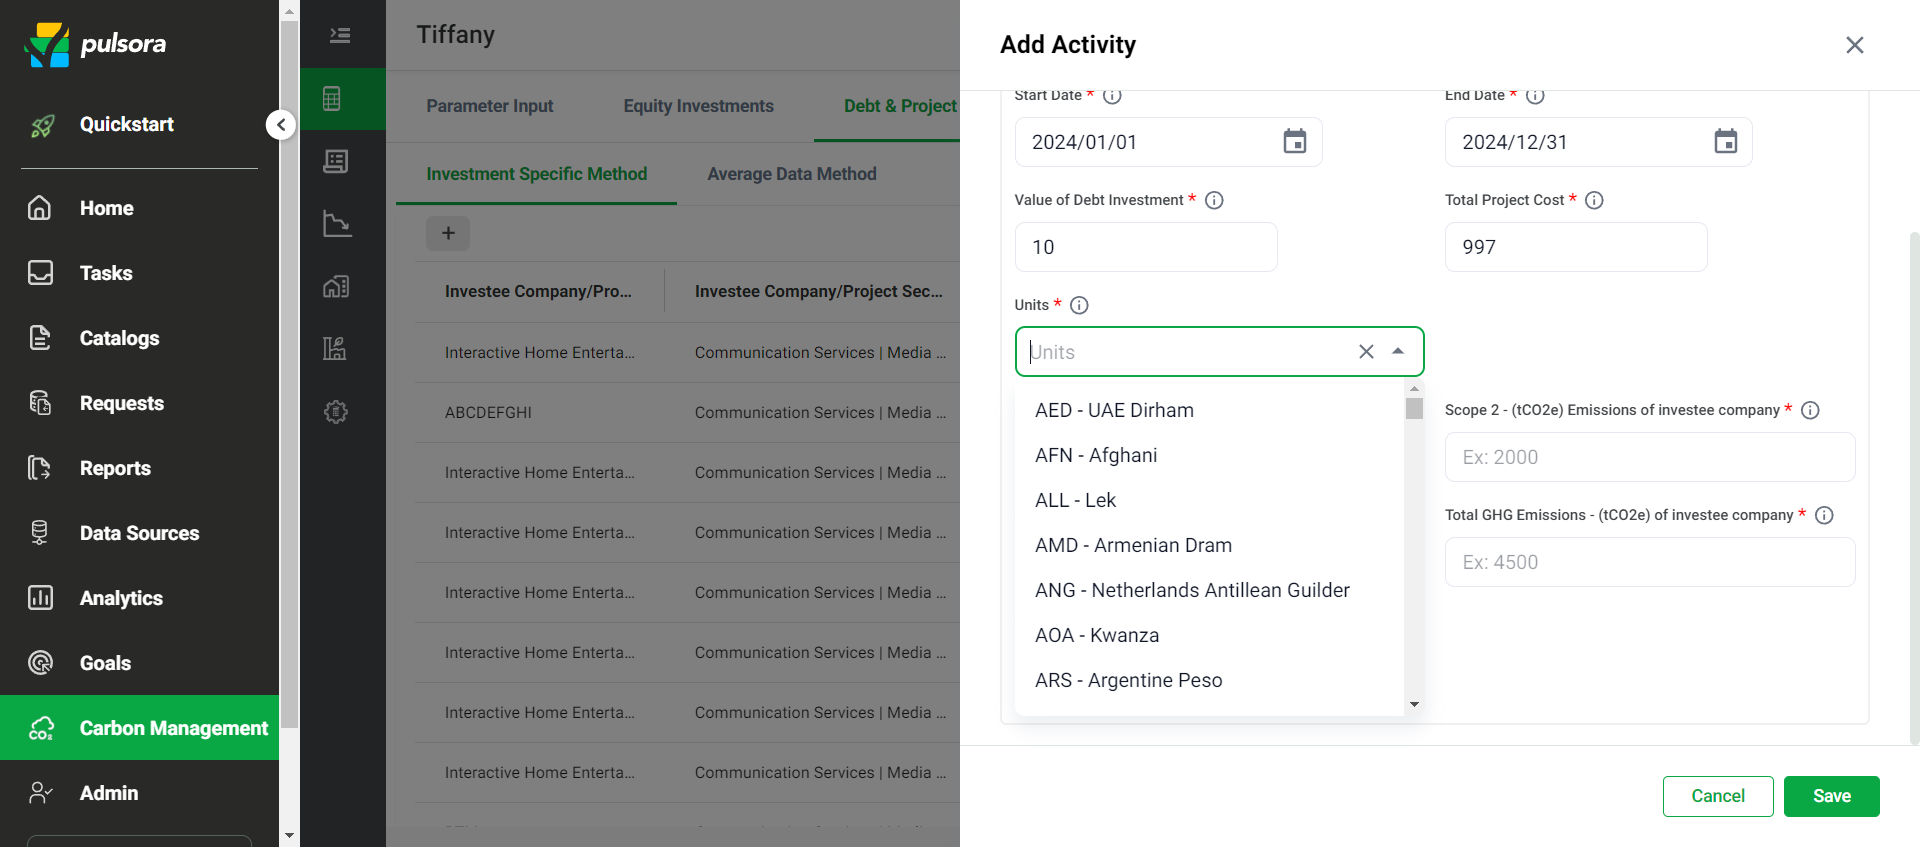 pulsora
Quickstart
Home
Tasks
Catalogs
Requests
Reports
Data Sources
Analytics
Goals
Carbon Management
Admin
Tiffany
Parameter Input
Equity Investments
Debt & Project
Investment Specific Method
Average Data Method
+
Investee Company/Pro...
Investee Company/Project Sec...
Interactive Home Enterta...
Communication Services | Media ...
ABCDEFGHI
Communication Services | Media ...
Interactive Home Enterta...
Communication Services | Media ...
Interactive Home Enterta...
Communication Services | Media ...
Interactive Home Enterta...
Communication Services | Media ...
Interactive Home Enterta...
Communication Services | Media ...
Interactive Home Enterta...
Communication Services | Media ...
Interactive Home Enterta...
Communication Services | Media ...
Add Activity
Start Date *
End Date *
2024/01/01
2024/12/31
Value of Debt Investment *
Total Project Cost *
10
997
Units *
Units
AED - UAE Dirham
AFN - Afghani
ALL - Lek
AMD - Armenian Dram
ANG - Netherlands Antillean Guilder
AOA - Kwanza
ARS - Argentine Peso
Scope 2 - (tCO2e) Emissions of investee company *
Ex: 2000
Total GHG Emissions - (tCO2e) of investee company *
Ex: 4500
Cancel
Save